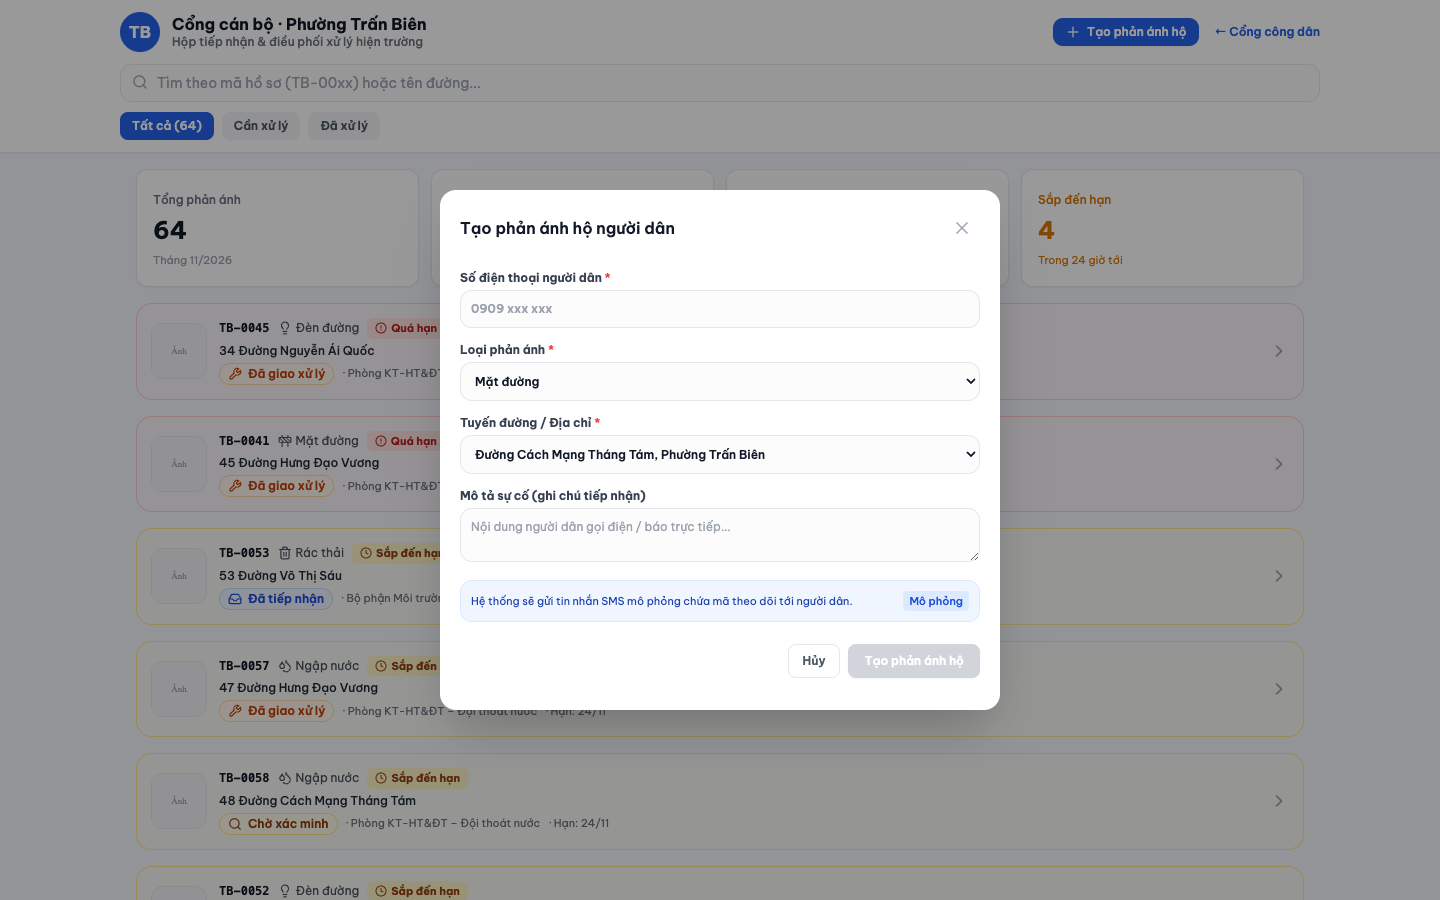 TB
Cổng cán bộ · Phường Trấn Biên
Hộp tiếp nhận & điều phối xử lý hiện trường
+ Tạo phản ánh hộ
← Cổng công dân
Tìm theo mã hồ sơ (TB-00xx) hoặc tên đường...
Tất cả (64)
Cần xử lý
Đã xử lý
Tổng phản ánh
64
Tháng 11/2026
Sắp đến hạn
4
Trong 24 giờ tới
Tạo phản ánh hộ người dân
Số điện thoại người dân *
0909 xxx xxx
Loại phản ánh *
Mặt đường
Tuyến đường / Địa chỉ *
Đường Cách Mạng Tháng Tám, Phường Trấn Biên
Mô tả sự cố (ghi chú tiếp nhận)
Nội dung người dân gọi điện / báo trực tiếp...
Hệ thống sẽ gửi tin nhắn SMS mô phỏng chứa mã theo dõi tới người dân.
Mô phỏng
Hủy
Tạo phản ánh hộ
Ảnh
TB-0045 Đèn đường Quá hạn
34 Đường Nguyễn Ái Quốc
Đã giao xử lý · Phòng KT-HT&ĐT
Ảnh
TB-0041 Mặt đường Quá hạn
45 Đường Hưng Đạo Vương
Đã giao xử lý · Phòng KT-HT&ĐT
Ảnh
TB-0053 Rác thải Sắp đến hạn
53 Đường Võ Thị Sáu
Đã tiếp nhận · Bộ phận Môi
Ảnh
TB-0057 Ngập nước Sắp đến hạn
47 Đường Hưng Đạo Vương
Đã giao xử lý · Phòng KT-HT&ĐT – Đội thoát nước · Hạn: 24/11
Ảnh
TB-0058 Ngập nước Sắp đến hạn
48 Đường Cách Mạng Tháng Tám
Chờ xác minh · Phòng KT-HT&ĐT – Đội thoát nước · Hạn: 24/11
TB-0052 Đèn đường Sắp đến hạn